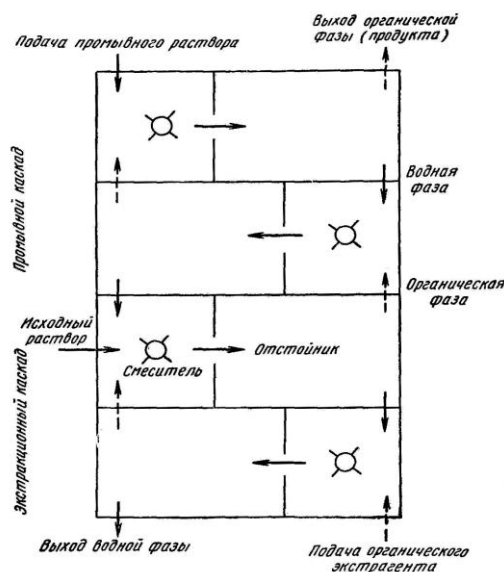 Выход органической
фазы (продукта)
Подача промывного раствора
Промывной каскад
Водная
фаза
Органическая
фаза
Исходный
раствор
Смеситель
Отстойник
Экстракционный каскад
Выход водной фазы
Подача органического
экстрагента